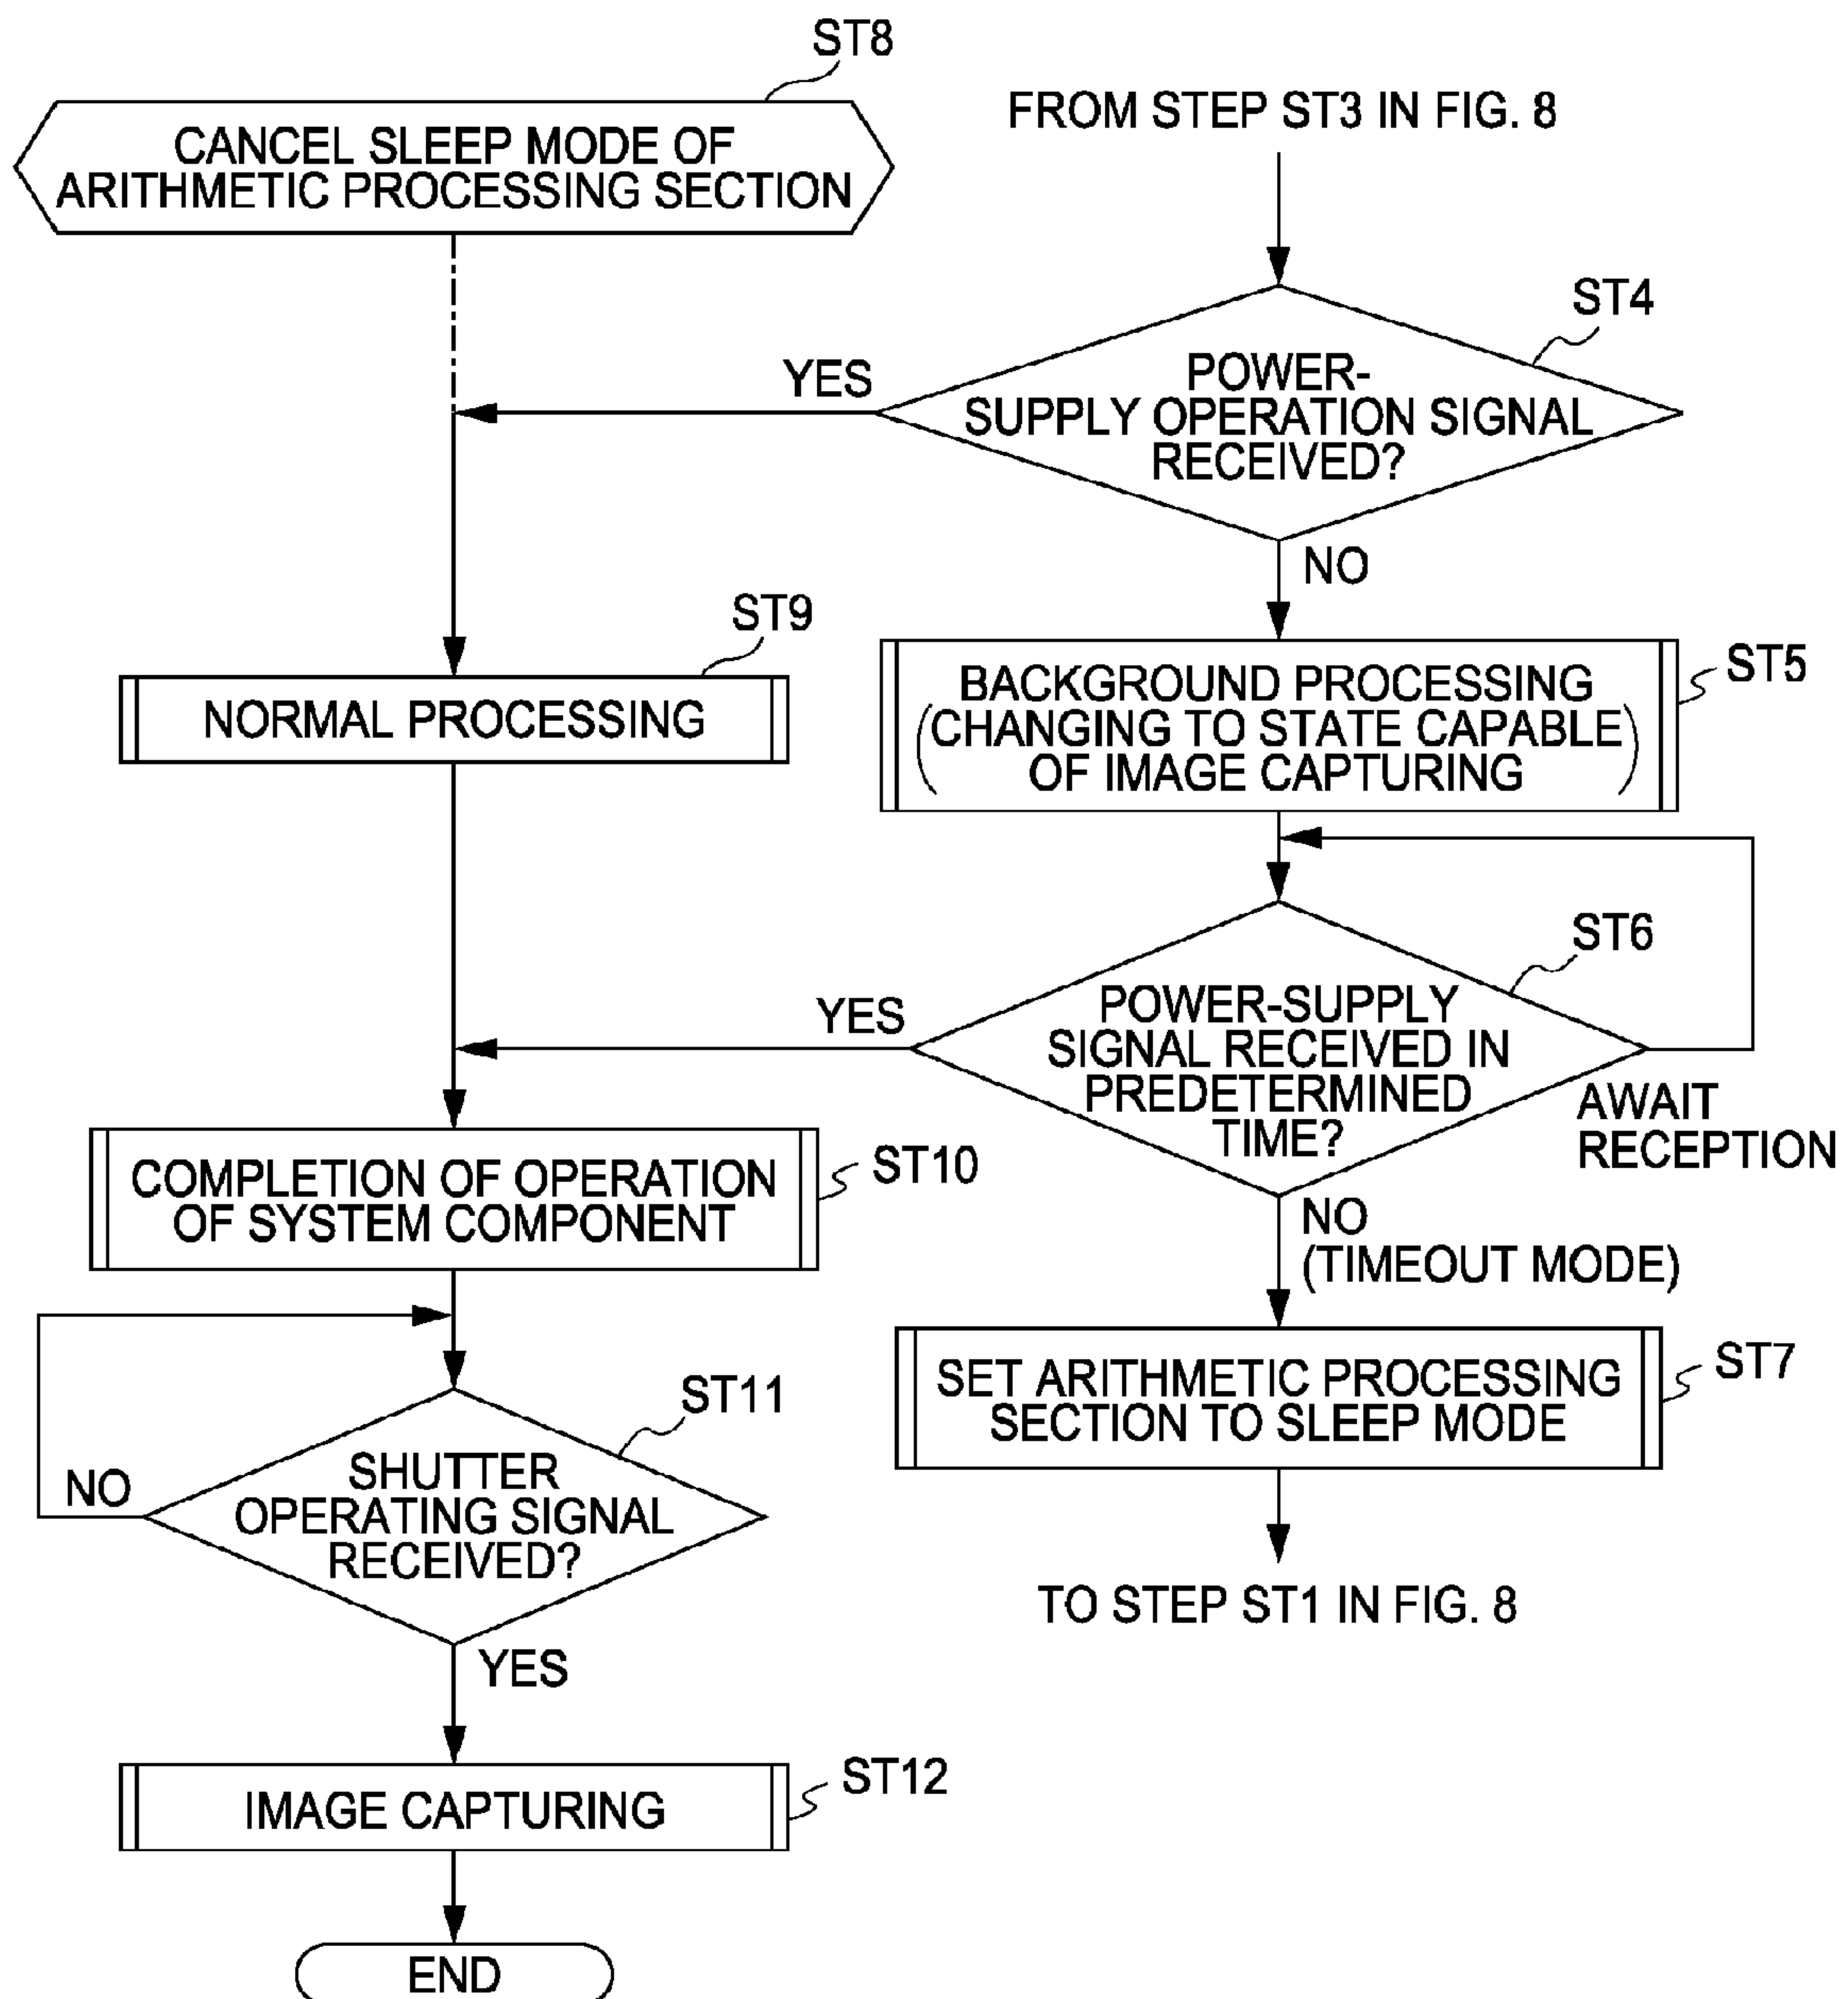 ST8
CANCEL SLEEP MODE OF
ARITHMETIC PROCESSING SECTION
FROM STEP ST3 IN FIG. 8
ST4
POWER-
SUPPLY OPERATION SIGNAL
RECEIVED?
YES
NO
ST9
NORMAL PROCESSING
ST5
BACKGROUND PROCESSING
(CHANGING TO STATE CAPABLE
OF IMAGE CAPTURING)
ST6
POWER-SUPPLY
SIGNAL RECEIVED IN
PREDETERMINED
TIME?
YES
AWAIT
RECEPTION
NO
(TIMEOUT MODE)
ST10
COMPLETION OF OPERATION
OF SYSTEM COMPONENT
ST7
SET ARITHMETIC PROCESSING
SECTION TO SLEEP MODE
TO STEP ST1 IN FIG. 8
ST11
SHUTTER
OPERATING SIGNAL
RECEIVED?
NO
YES
ST12
IMAGE CAPTURING
END